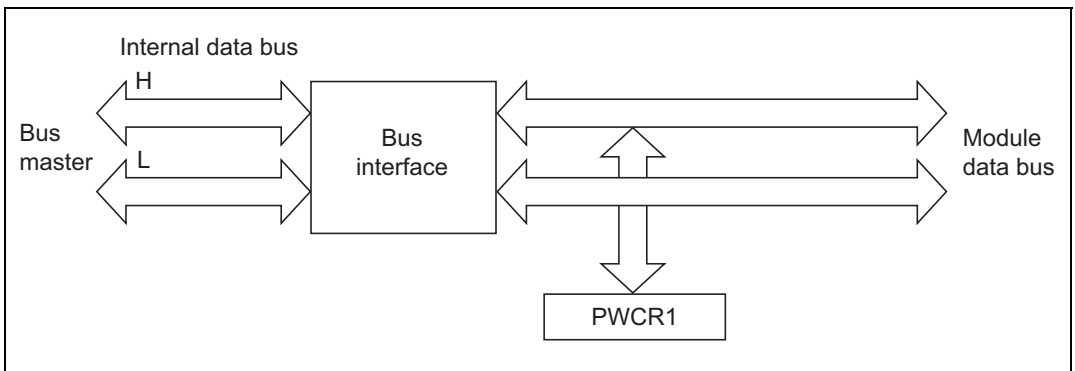 Internal data bus
H
Bus
master
L
Bus
interface
Module
data bus
PWCR1